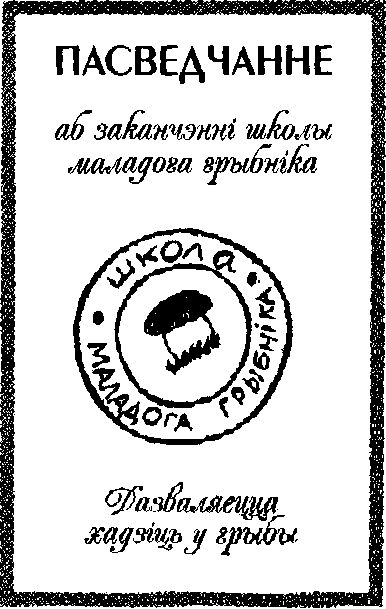 ПАСВЕДЧАННЕ
аб заканчэнні школы
маладога грыбніка
ШКОЛА
МАЛАДОГА ГРЫБНІКА
Дазваляецца
хадзіць у грыбы